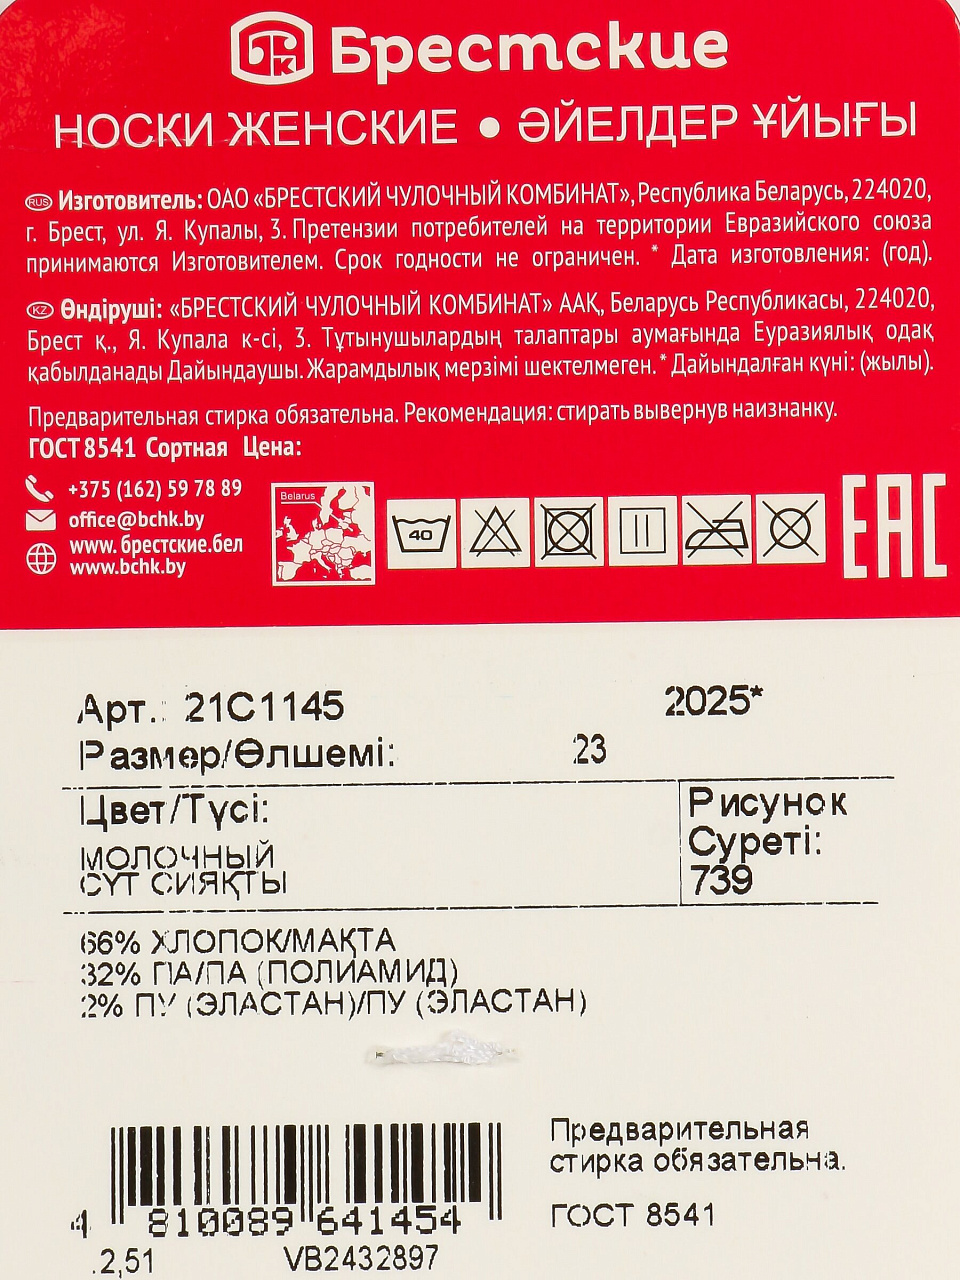 Брестские
НОСКИ ЖЕНСКИЕ • ӘЙЕЛДЕР ҰЙЫҒЫ
RUS Изготовитель: ОАО «БРЕСТСКИЙ ЧУЛОЧНЫЙ КОМБИНАТ», Республика Беларусь, 224020,
г. Брест, ул. Я. Купалы, 3. Претензии потребителей на территории Евразийского союза
принимаются Изготовителем. Срок годности не ограничен. * Дата изготовления: (год).
KZ Өндіруші: «БРЕСТСКИЙ ЧУЛОЧНЫЙ КОМБИНАТ» ААҚ, Беларусь Республикасы, 224020,
Брест қ., Я. Купала к-сі, 3. Тұтынушылардың талаптары аумағында Еуразиялық одақ
қабылданады Дайындаушы. Жарамдылық мерзімі шектелмеген. * Дайындалған күні: (жылы).
Предварительная стирка обязательна. Рекомендация: стирать вывернув наизнанку.
ГОСТ 8541 Сортная Цена:
+375 (162) 59 78 89
office@bchk.by
www. брестские.бел
www.bchk.by
Belarus
40
EAC
Арт.: 21С1145 2025*
Размер/Өлшемі: 23
Цвет/Түсі:
МОЛОЧНЫЙ
СҮТ СИЯҚТЫ
Рисунок
Суреті:
739
66% ХЛОПОК/МАҚТА
32% ПА/ПА (ПОЛИАМИД)
2% ПУ (ЭЛАСТАН)/ПУ (ЭЛАСТАН)
Предварительная
стирка обязательна.
ГОСТ 8541
4 810089 641454
.2,51 VB2432897